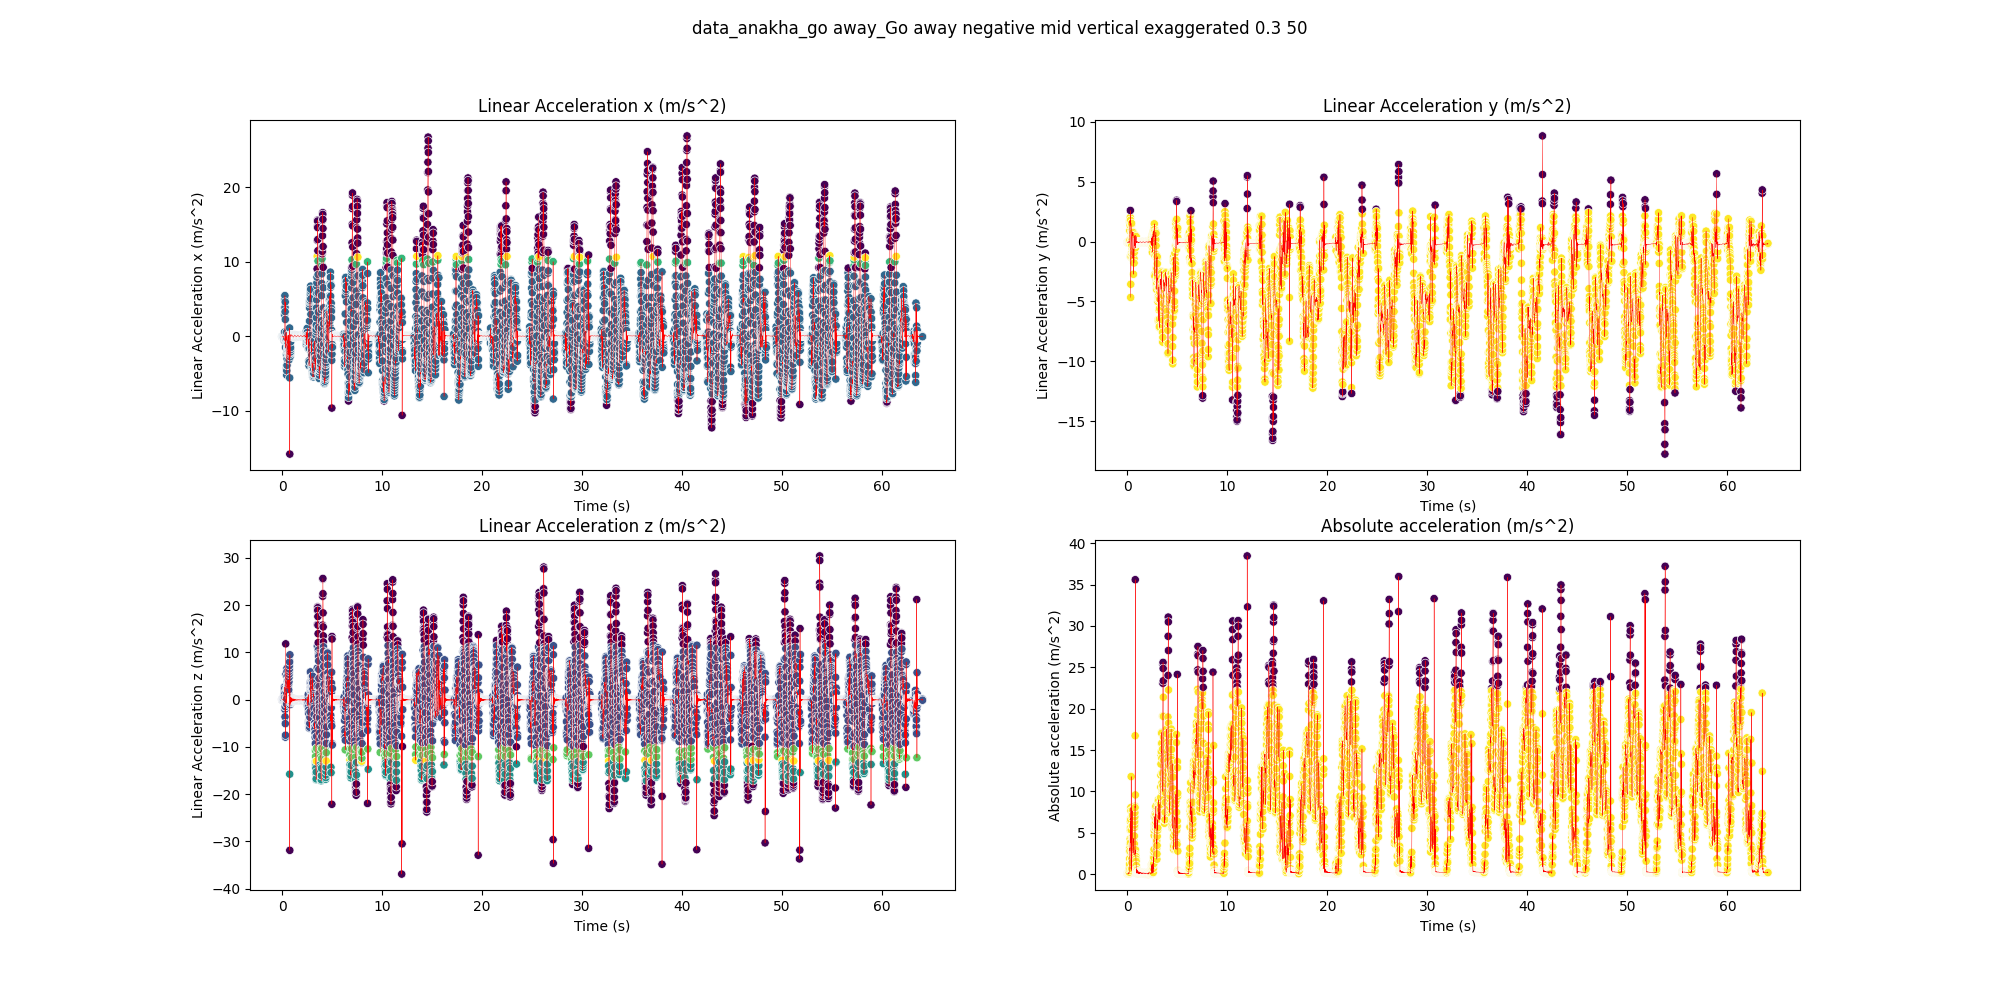 data_anakha_go away_Go away negative mid vertical exaggerated 0.3 50
Linear Acceleration x (m/s^2)
Linear Acceleration x (m/s^2)
20
10
0
−10
0 10 20 30 40 50 60
Time (s)
Linear Acceleration y (m/s^2)
Linear Acceleration y (m/s^2)
10
5
0
−5
−10
−15
0 10 20 30 40 50 60
Time (s)
Linear Acceleration z (m/s^2)
Linear Acceleration z (m/s^2)
30
20
10
0
−10
−20
−30
−40
0 10 20 30 40 50 60
Time (s)
Absolute acceleration (m/s^2)
Absolute acceleration (m/s^2)
40
35
30
25
20
15
10
5
0
0 10 20 30 40 50 60
Time (s)